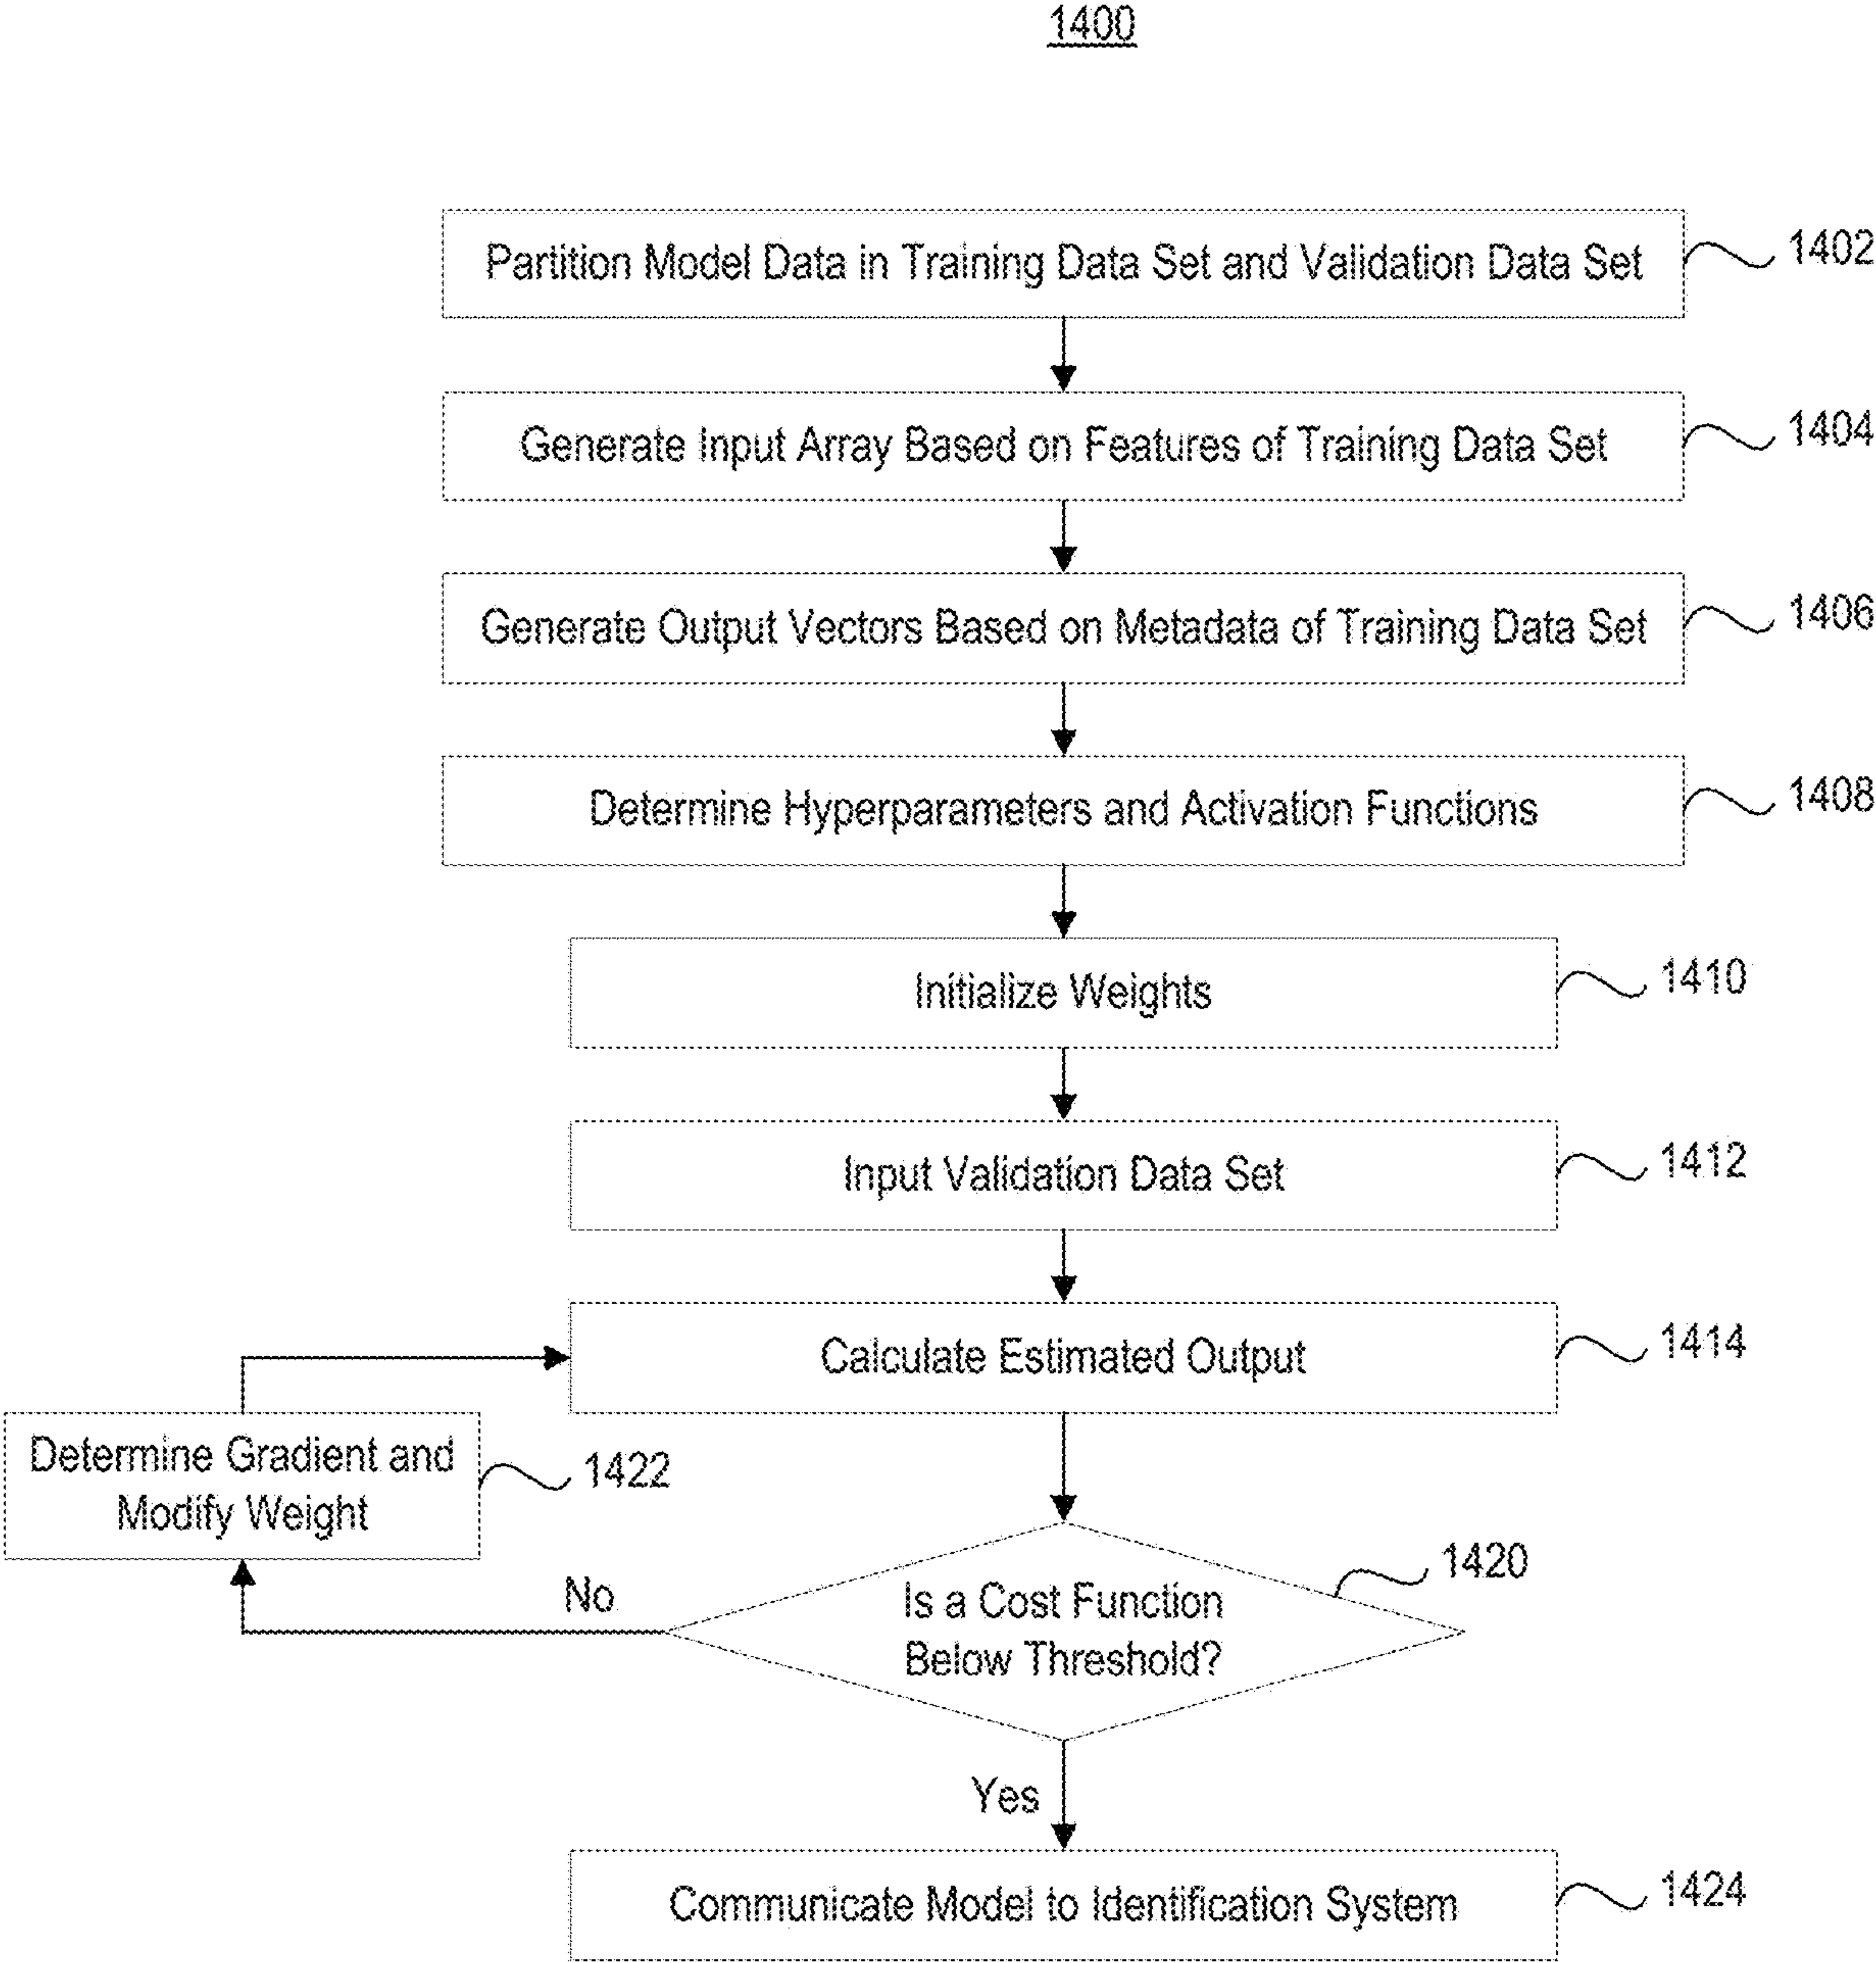 1400
Partition Model Data in Training Data Set and Validation Data Set
1402
Generate Input Array Based on Features of Training Data Set
1404
Generate Output Vectors Based on Metadata of Training Data Set
1406
Determine Hyperparameters and Activation Functions
1408
Initialize Weights
1410
Input Validation Data Set
1412
Calculate Estimated Output
1414
Determine Gradient and
Modify Weight
1422
No
Is a Cost Function
Below Threshold?
1420
Yes
Communicate Model to Identification System
1424